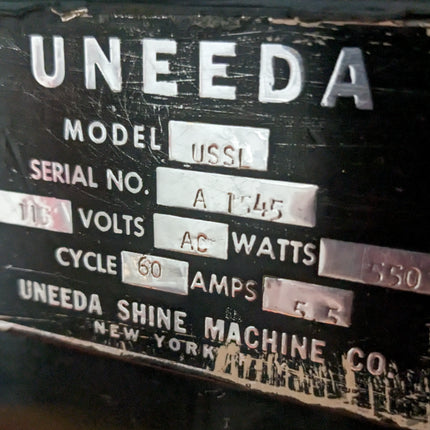 UNEEDA
MODEL USSL
SERIAL NO. A 1545
115 VOLTS AC WATTS 550
CYCLE 60 AMPS 5.5
UNEEDA SHINE MACHINE CO.
NEW YORK